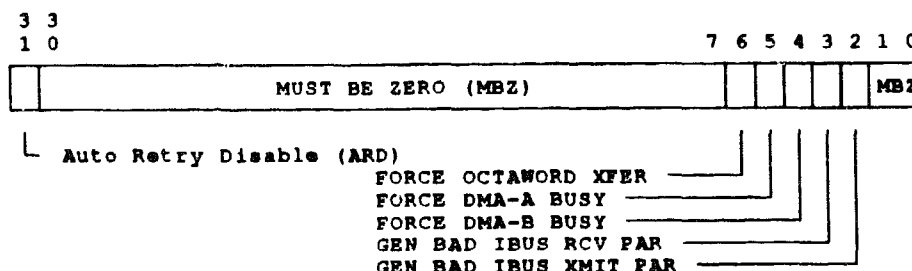 3 3
1 0 7 6 5 4 3 2 1 0
MUST BE ZERO (MBZ) MBZ
Auto Retry Disable (ARD)
FORCE OCTAWORD XFER
FORCE DMA-A BUSY
FORCE DMA-B BUSY
GEN BAD IBUS RCV PAR
GEN BAD IBUS XMIT PAR